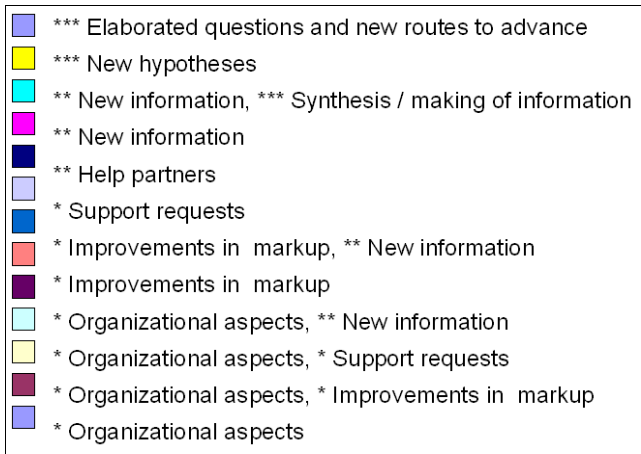 *** Elaborated questions and new routes to advance
*** New hypotheses
** New information, *** Synthesis / making of information
** New information
** Help partners
* Support requests
* Improvements in markup, ** New information
* Improvements in markup
* Organizational aspects, ** New information
* Organizational aspects, * Support requests
* Organizational aspects, * Improvements in markup
* Organizational aspects